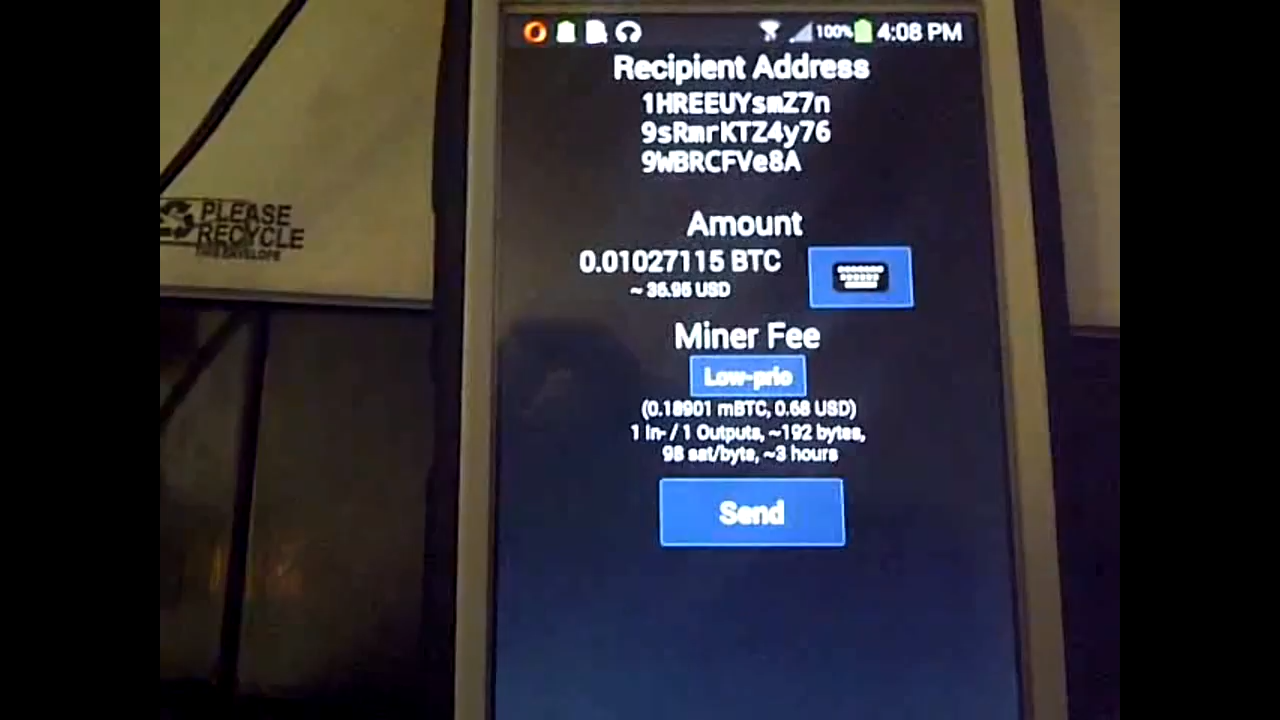 100% 4:08 PM
Recipient Address
1HREEUYsmZ7n
9sRmrKTZ4y76
9WBRCFVe8A
Amount
0.01027115 BTC
~ 36.95 USD
Miner Fee
Low-prio
(0.18901 mBTC, 0.68 USD)
1 In- / 1 Outputs, ~192 bytes,
98 sat/byte, ~3 hours
Send
PLEASE
RECYCLE
THIS ENVELOPE